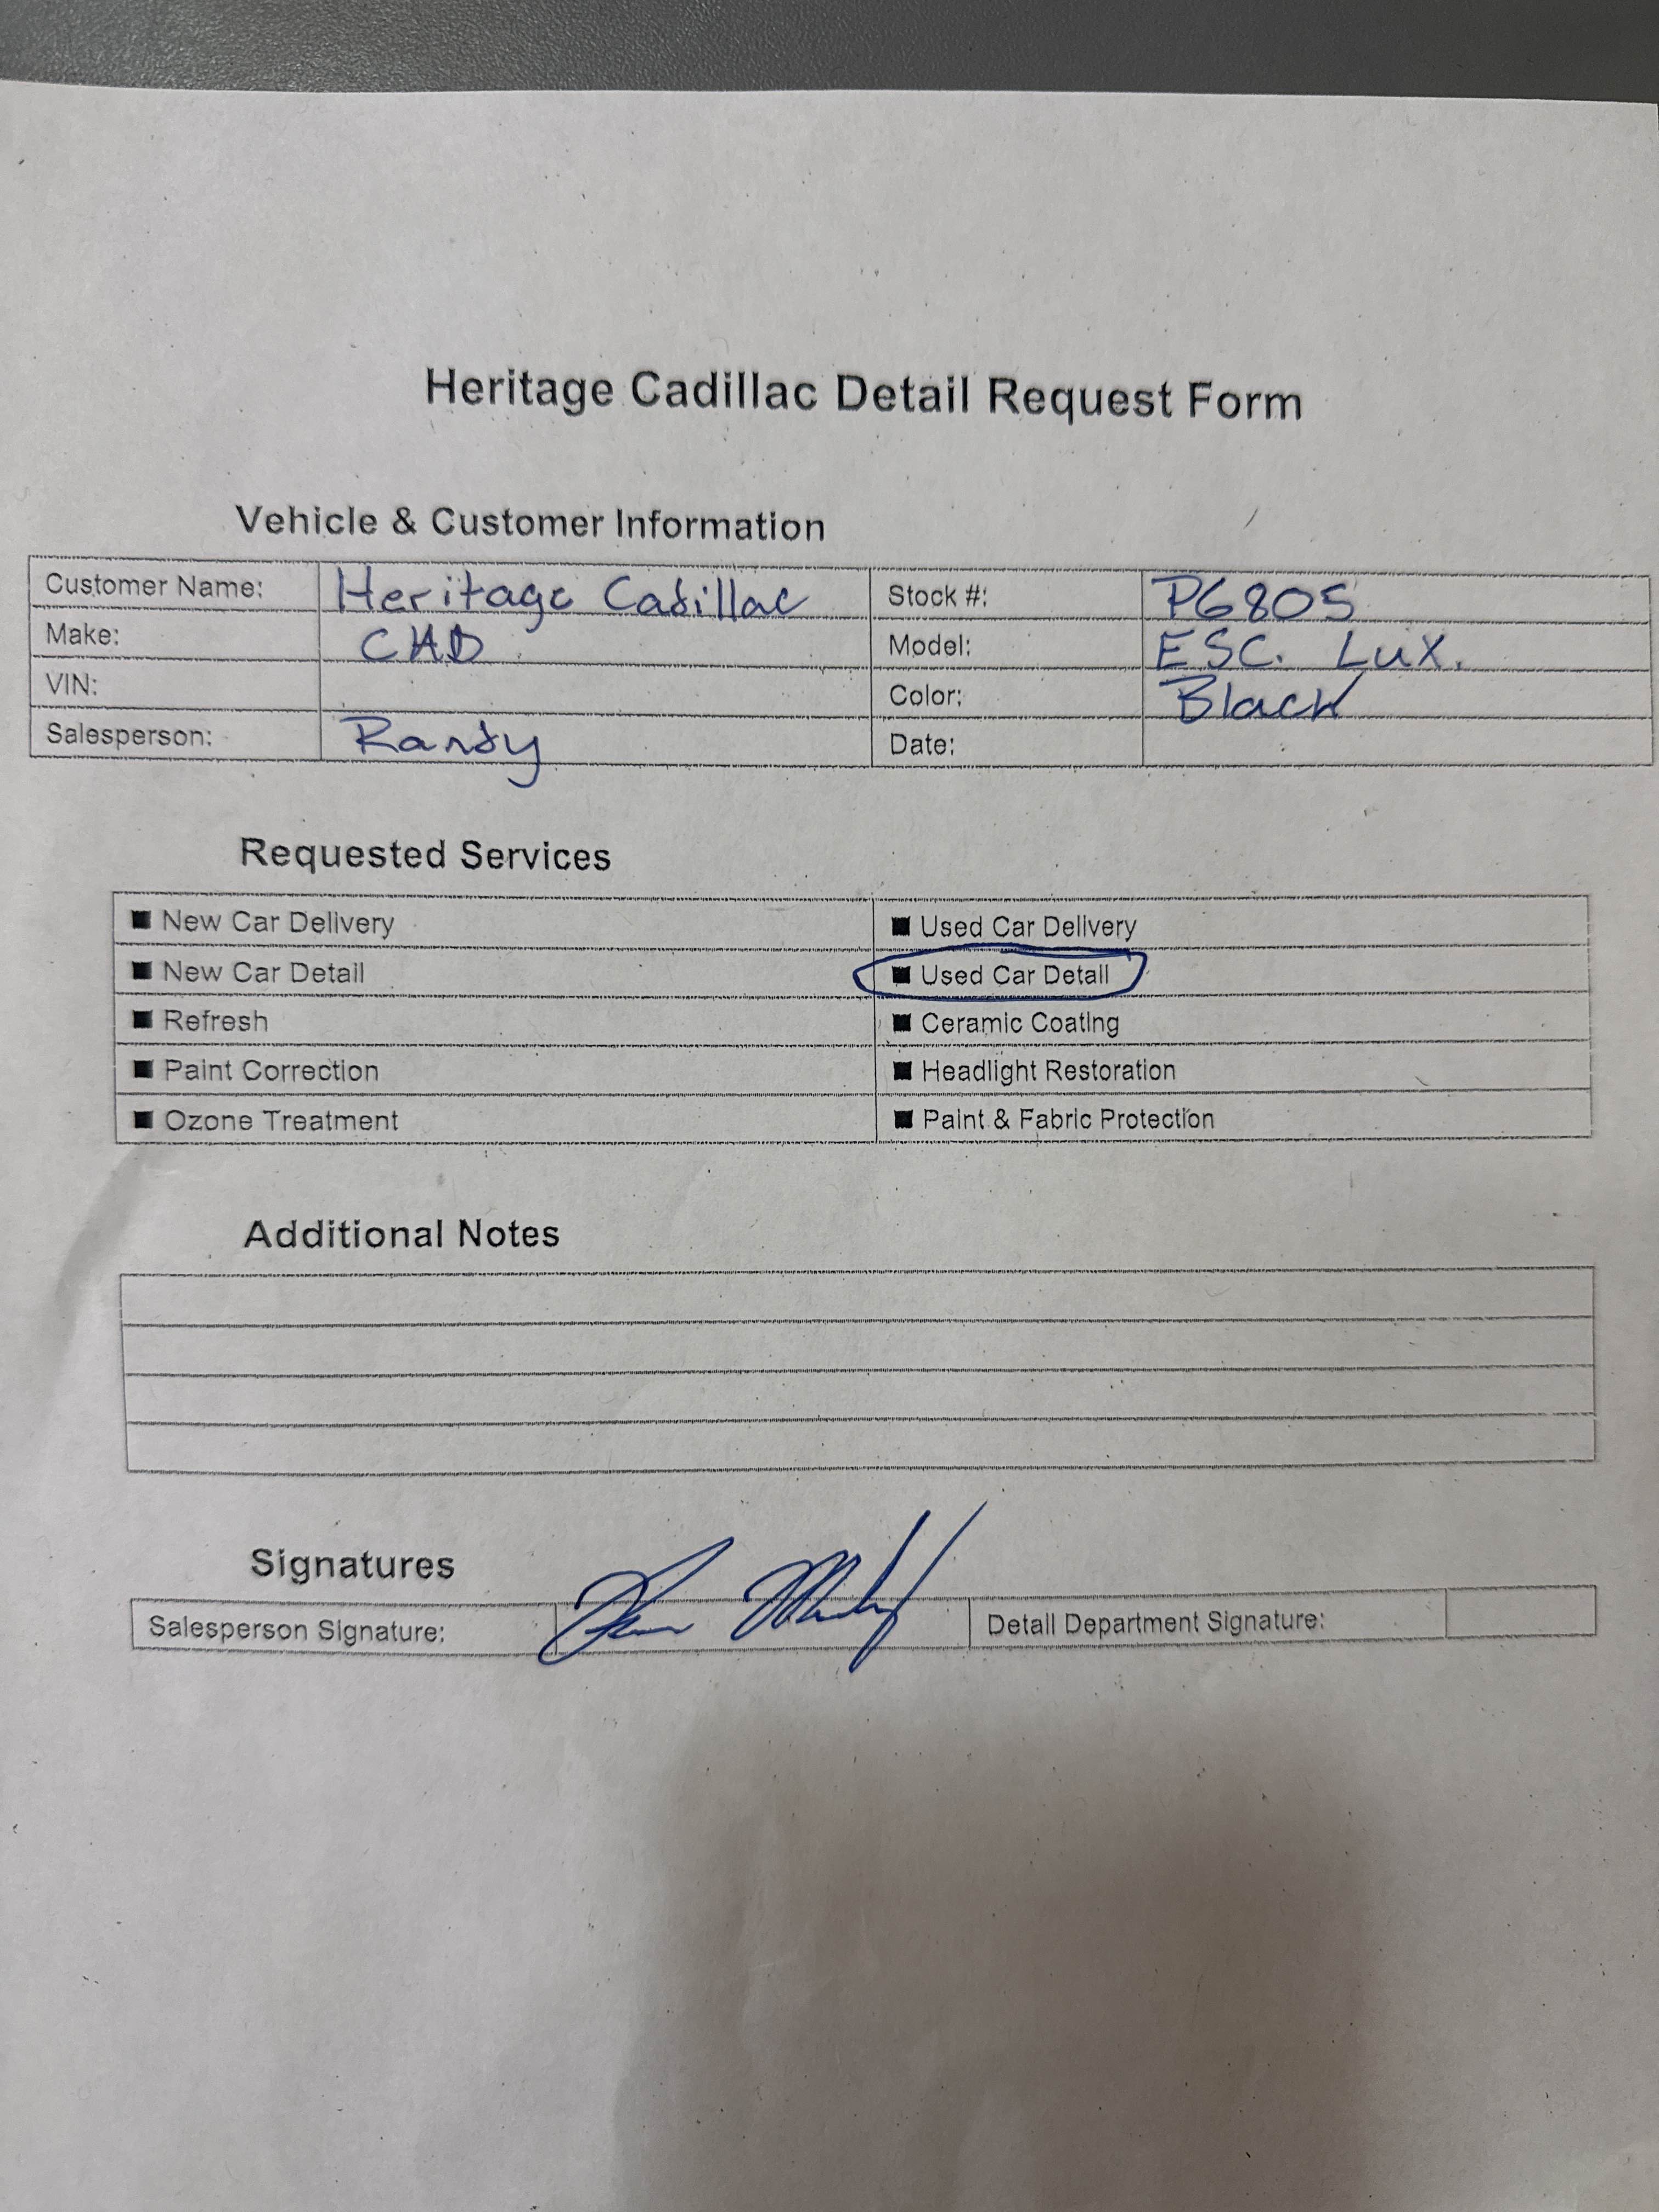 Heritage Cadillac Detail Request Form
Vehicle & Customer Information
Customer Name: Heritage Cadillac Stock #: P6805
Make: CAD Model: ESC. LUX.
VIN: Color: Black
Salesperson: Randy Date:
Requested Services
■ New Car Delivery ■ Used Car Delivery
■ New Car Detail ■ Used Car Detail
■ Refresh ■ Ceramic Coating
■ Paint Correction ■ Headlight Restoration
■ Ozone Treatment ■ Paint & Fabric Protection
Additional Notes
Signatures
Salesperson Signature: Detail Department Signature: